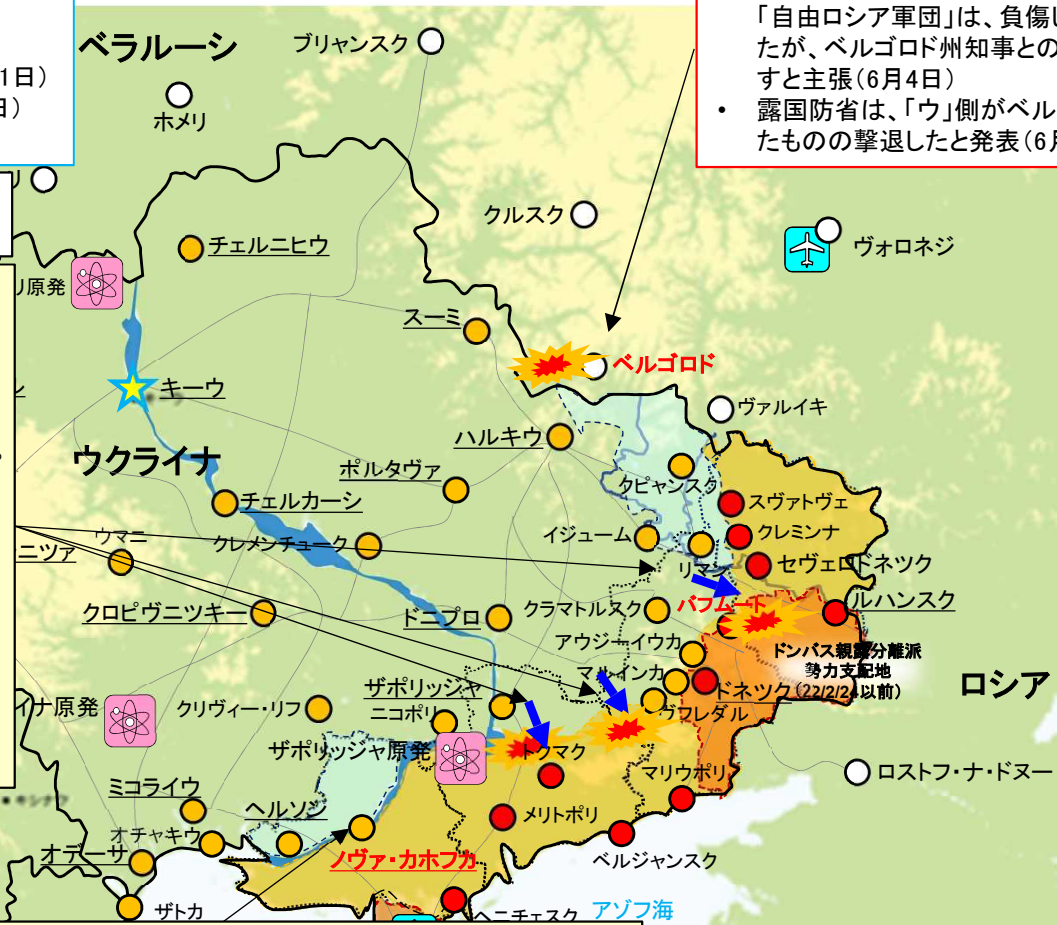 1日)
日)
「自由ロシア軍団」は、負傷し
たが、ベルゴロド州知事との
すと主張(6月4日)
• 露国防省は、「ウ」側がベル
たものの撃退したと発表(6月
ベラルーシ
ブリャンスク
ホメリ
クルスク
ヴォロネジ
チェルニヒウ
リ原発
スーミ
ベルゴロド
キーウ
ヴァルイキ
ハルキウ
ウクライナ
ポルタヴァ
クピャンスク
チェルカーシ
スヴァトヴェ
ウマニ
クレメンチューク
イジューム
クレミンナ
ニツァ
リマン
セヴェロドネツク
クロピヴニツキー
ドニプロ
クラマトルスク
バフムート
ルハンスク
アウジーイウカ
ドンバス親露分離派
勢力支配地
(22/2/24以前)
マルインカ
ザポリッジャ
ドネツク
ロシア
イナ原発
クリヴィー・リフ
ニコポリ
ヴフレダル
ザポリッジャ原発
トクマク
マリウポリ
ロストフ・ナ・ドヌー
ミコライウ
ヘルソン
メリトポリ
オチャキウ
オデーサ
ノヴァ・カホフカ
ベルジャンスク
ザトカ
ヘニチェスク
アゾフ海